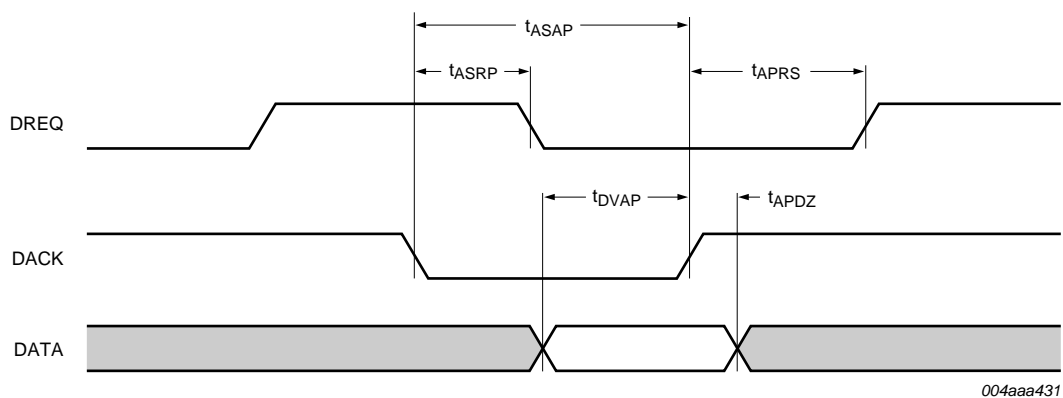 tASAP
tASRP
tAPRS
DREQ
tDVAP
tAPDZ
DACK
DATA
004aaa431